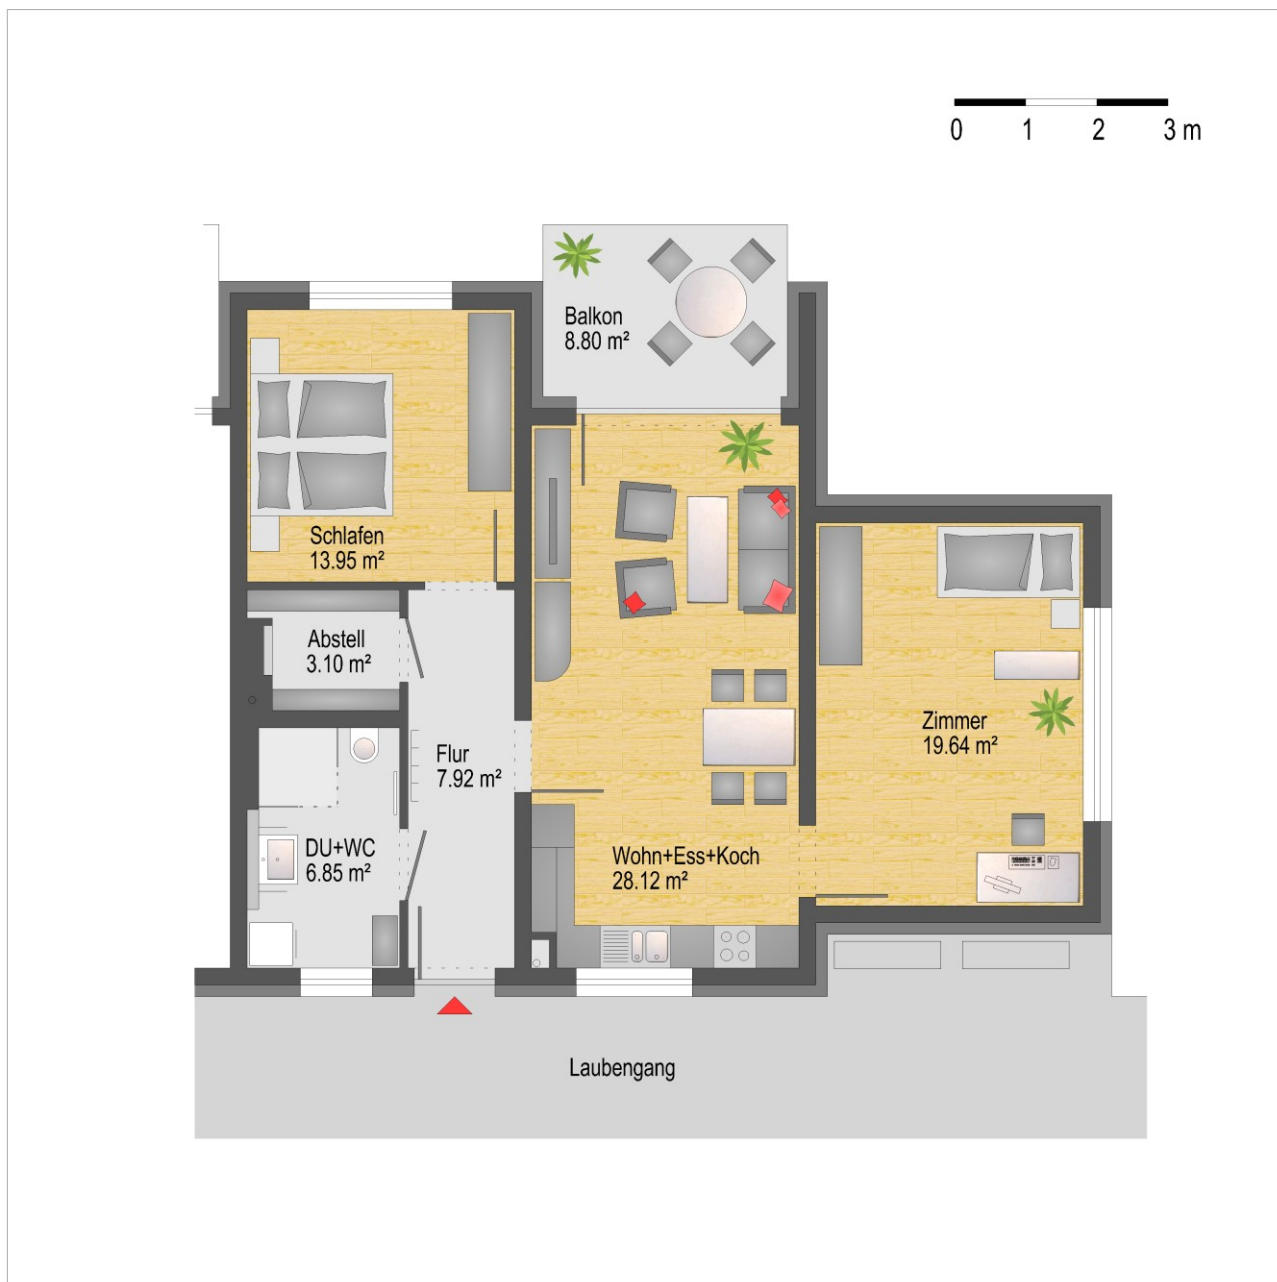 0 1 2 3 m
Balkon
8.80 m²
Schlafen
13.95 m²
Abstell
3.10 m²
Zimmer
19.64 m²
Flur
7.92 m²
DU+WC
6.85 m²
Wohn+Ess+Koch
28.12 m²
Laubengang